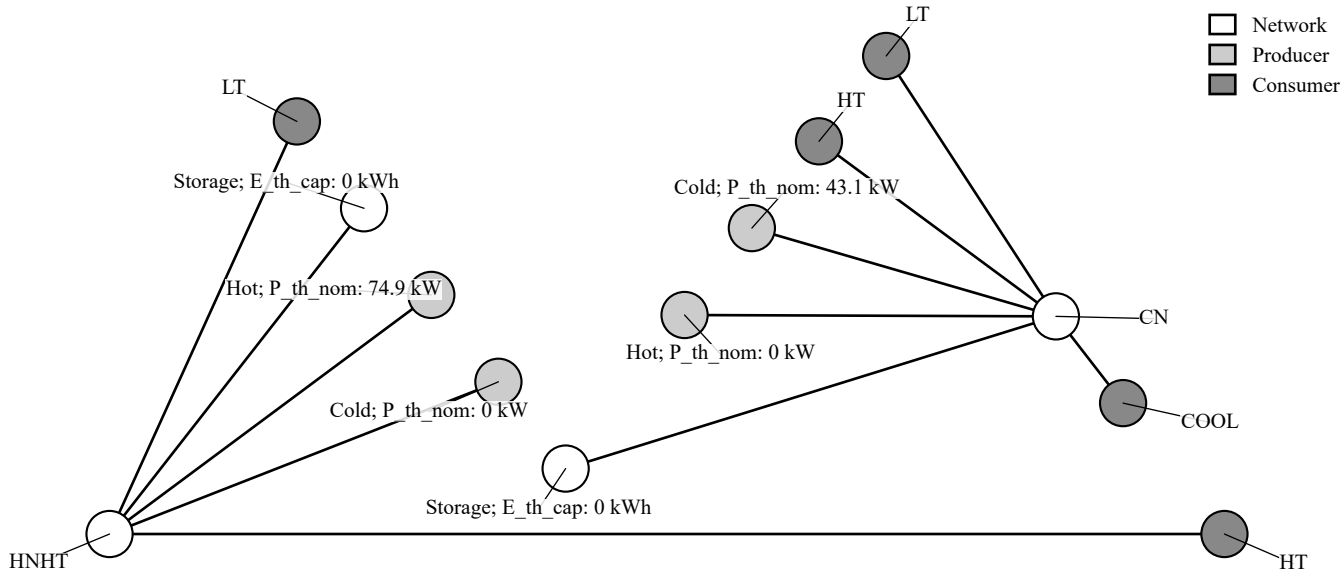 LT
Network
Producer
Consumer
LT
HT
Storage; E_th_cap: 0 kWh
Cold; P_th_nom: 43.1 kW
Hot; P_th_nom: 74.9 kW
CN
Hot; P_th_nom: 0 kW
Cold; P_th_nom: 0 kW
COOL
Storage; E_th_cap: 0 kWh
HNHT
HT